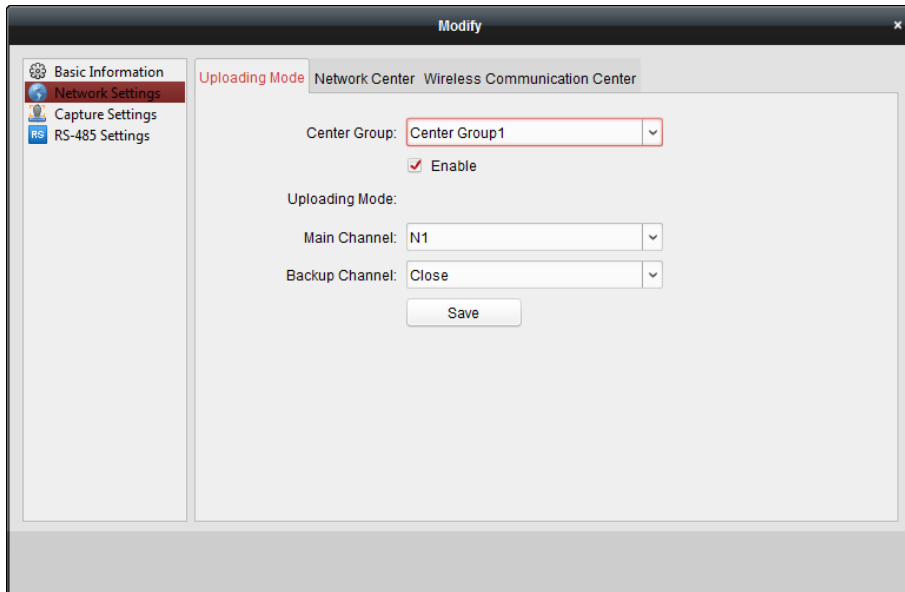 Modify
×
Basic Information
Network Settings
Capture Settings
RS RS-485 Settings
Uploading Mode Network Center Wireless Communication Center
Center Group: Center Group1
Enable
Uploading Mode:
Main Channel: N1
Backup Channel: Close
Save